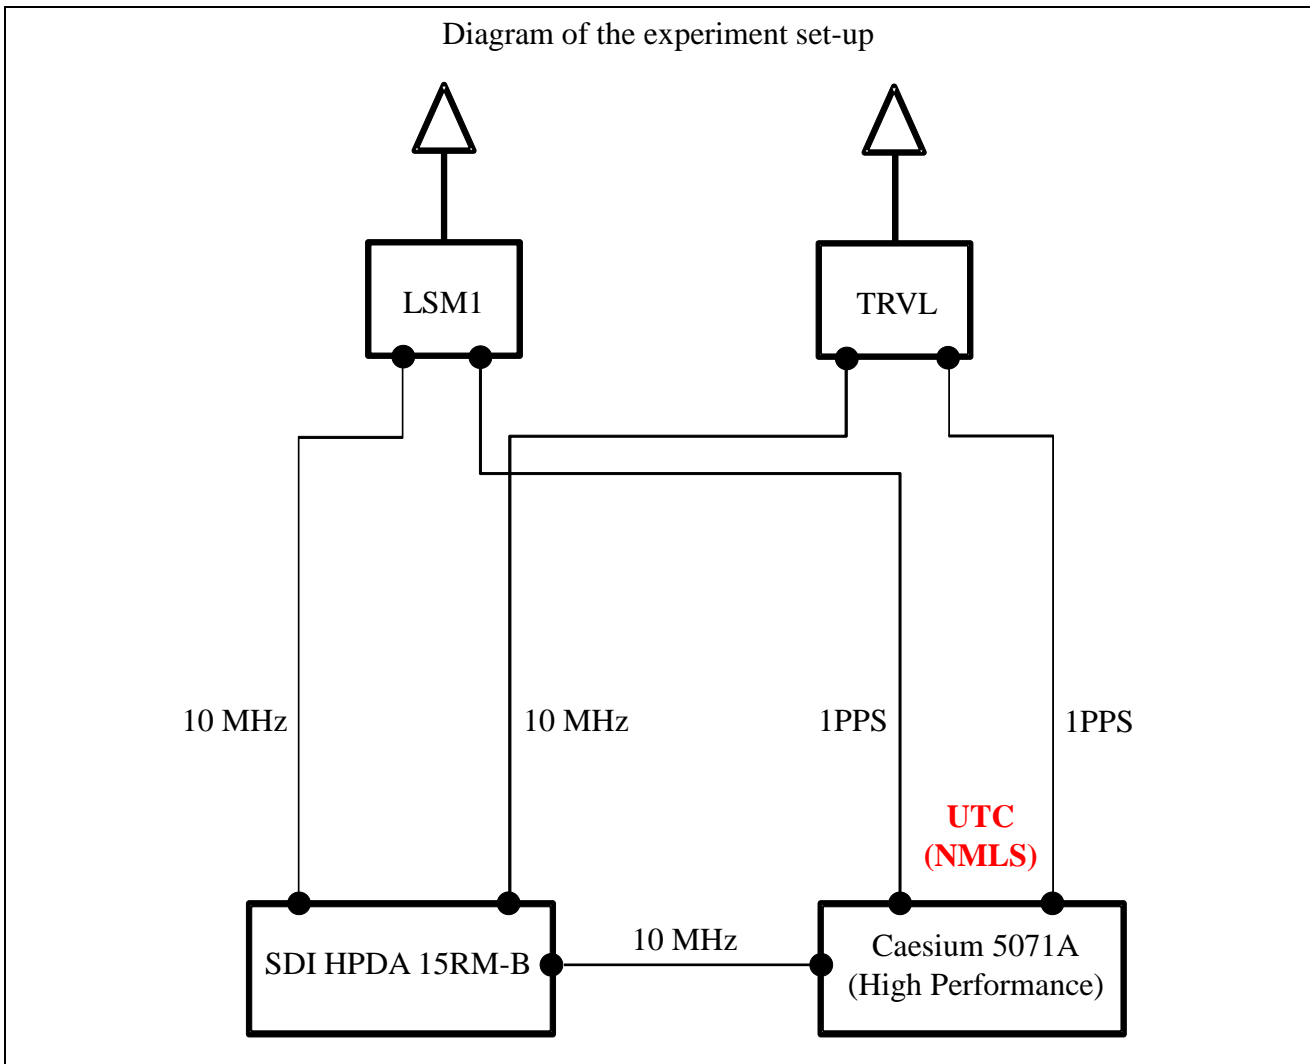 Diagram of the experiment set-up
LSM1
TRVL
10 MHz
10 MHz
1PPS
1PPS
UTC
(NMLS)
SDI HPDA 15RM-B
10 MHz
Caesium 5071A
(High Performance)